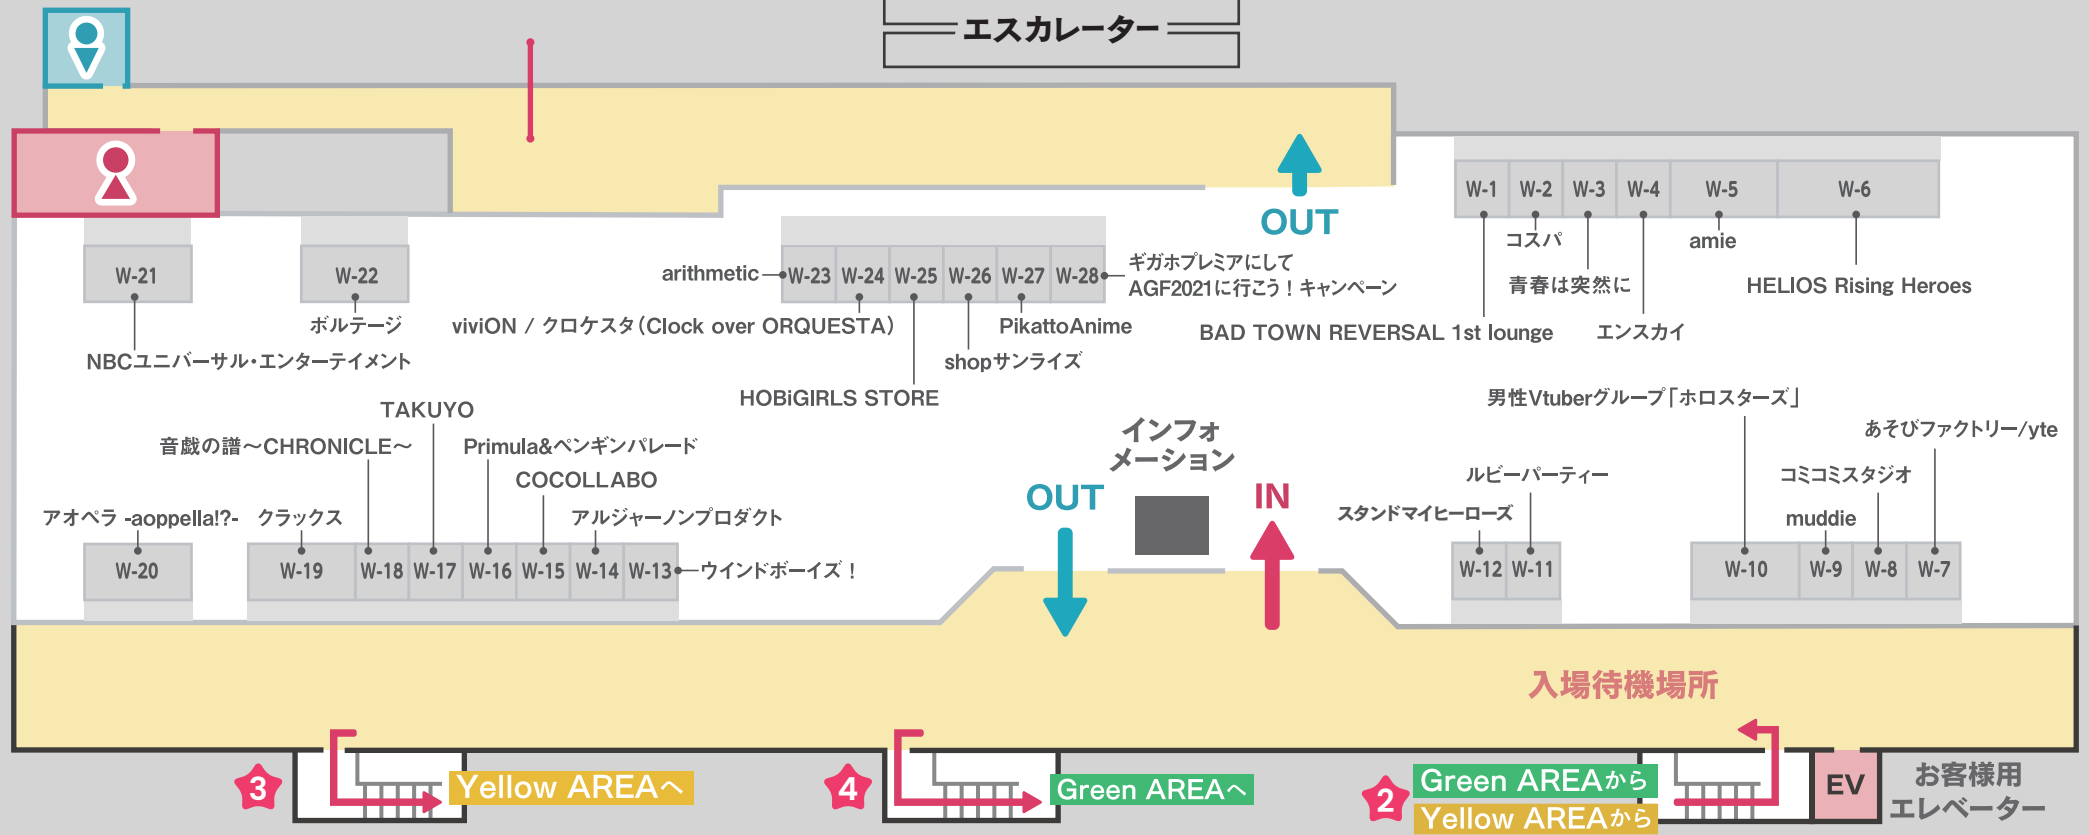 エスカレーター
OUT
W-1
W-2
W-3
W-4
W-5
W-6
コスパ
amie
青春は突然に
HELIOS Rising Heroes
BAD TOWN REVERSAL 1st lounge
エンスカイ
W-21
W-22
ボルテージ
NBCユニバーサル・エンターテイメント
arithmetic
W-23
W-24
W-25
W-26
W-27
W-28
ギガホプレミアにして
AGF2021に行こう！キャンペーン
viviON / クロケスタ（Clock over ORQUESTA）
PikattoAnime
shopサンライズ
HOBiGIRLS STORE
TAKUYO
音戯の譜～CHRONICLE～
Primula&ペンギンパレード
COCOLLABO
アオペラ -aoppella!?-
クラックス
アルジャーノンプロダクト
W-20
W-19
W-18
W-17
W-16
W-15
W-14
W-13
ウインドボーイズ！
インフォ
メーション
OUT
IN
男性Vtuberグループ「ホロスターズ」
あそびファクトリー/yte
ルビーパーティー
コミコミスタジオ
スタンドマイヒーローズ
muddie
W-12
W-11
W-10
W-9
W-8
W-7
入場待機場所
3
Yellow AREAへ
4
Green AREAへ
2
Green AREAから
Yellow AREAから
EV
お客様用
エレベーター